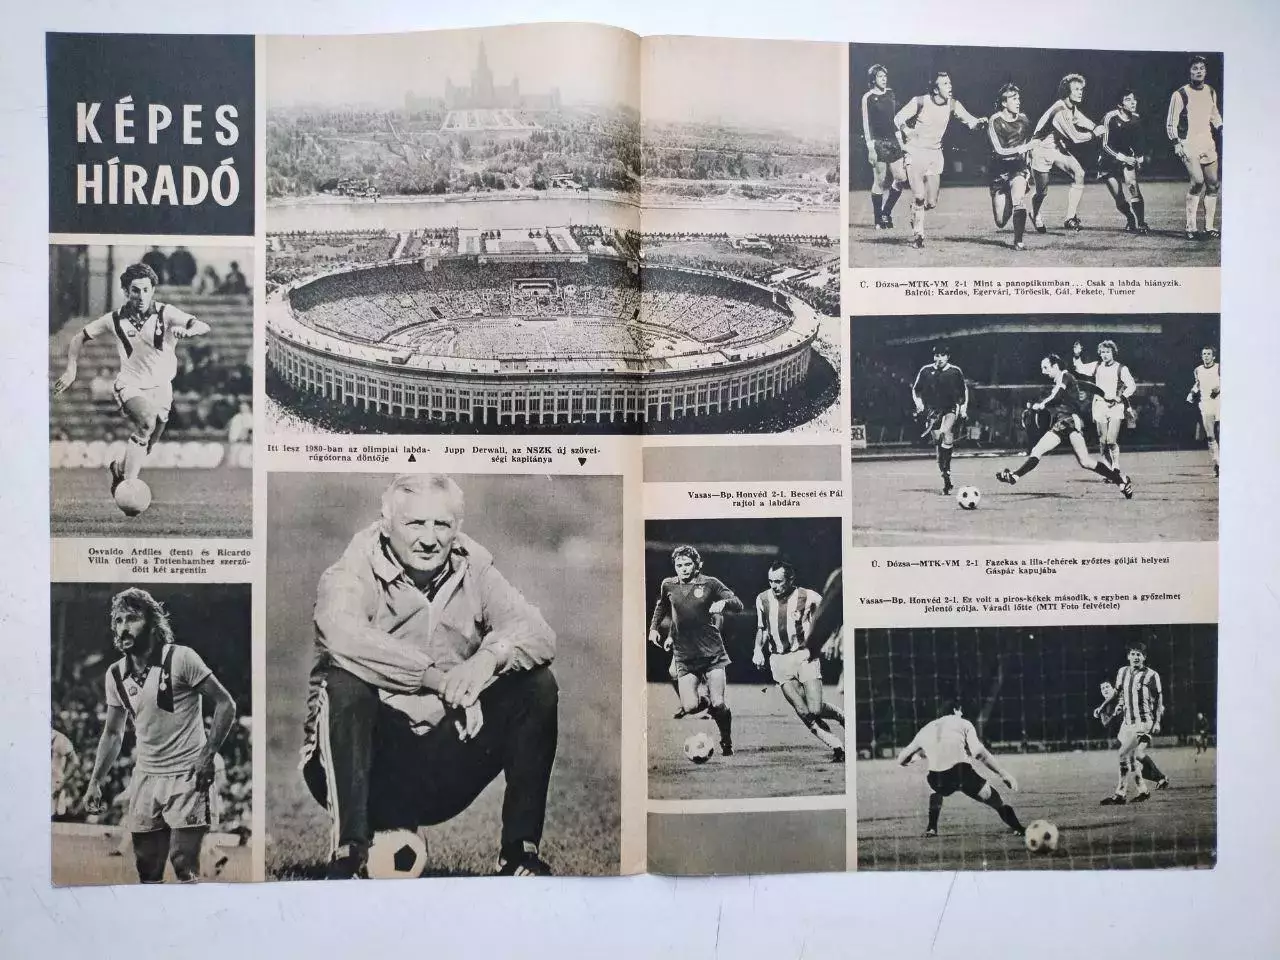 KÉPES
HÍRADÓ
Osvaldo Ardiles (fent) és Ricardo
Villa (lent) a Tottenhamhez szerző-
dött két argentin
Itt lesz 1980-ban az olimpiai labda-
rúgótorna döntője ▲
Jupp Derwall, az NSZK új szövet-
ségi kapitánya ▼
Vasas—Bp. Honvéd 2-1. Becsei és Pál
rajtol a labdára
Ú. Dózsa—MTK-VM 2-1 Mint a panoptikumban... Csak a labda hiányzik.
Balról: Kardos, Egervári, Törőcsik, Gál, Fekete, Turner
Ú. Dózsa—MTK-VM 2-1 Fazekas a lila-fehérek győztes gólját helyezi
Gáspár kapujába
Vasas—Bp. Honvéd 2-1. Ez volt a piros-kékek második, s egyben a győzelmet
jelentő gólja. Váradi lőtte (MTI Foto felvétele)